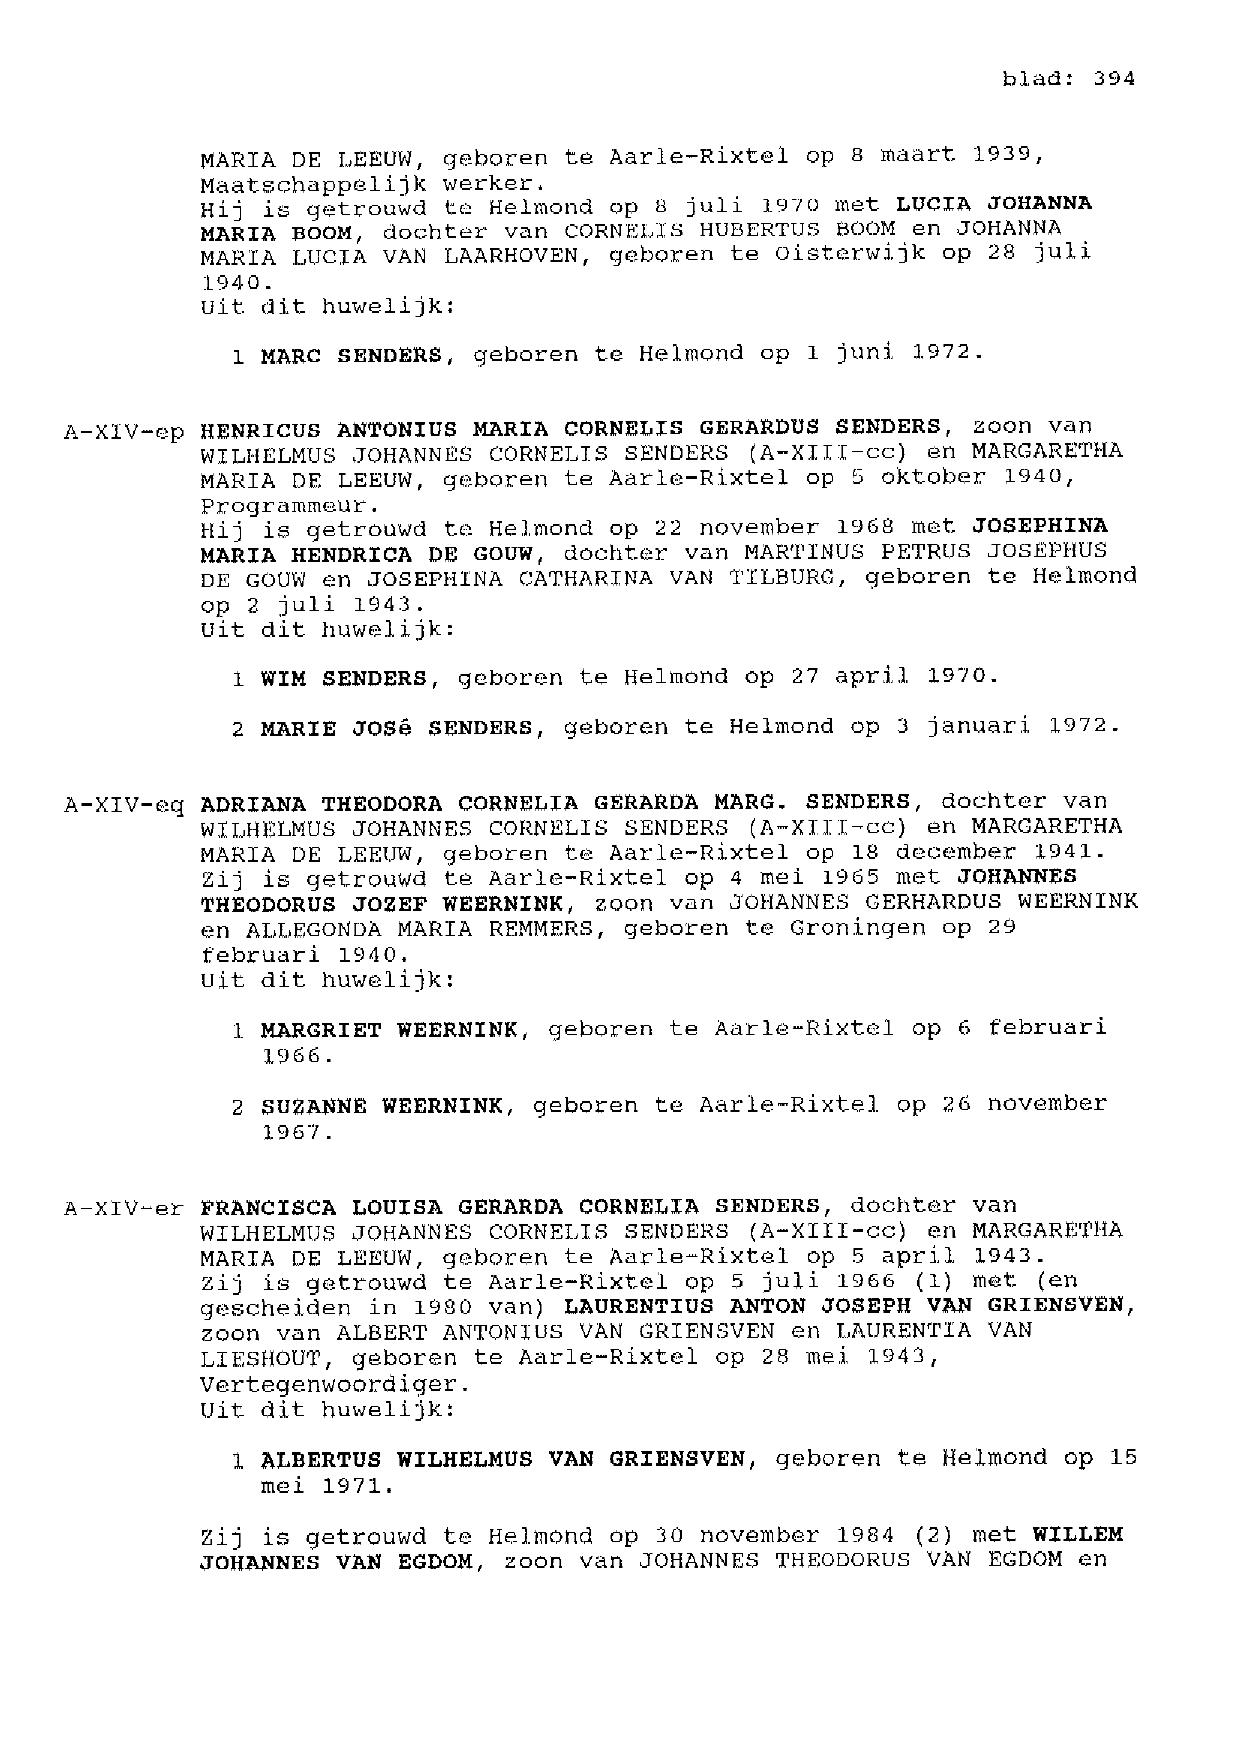 blad: 394
MARIA DE LEEUW, geboren te Aarle-Rixtel op 8 maart 1939,
Maatschappelijk werker.
Hij is getrouwd te Helmond op 8 juli 1970 met LUCIA JOHANNA
MARIA BOOM, dochter van CORNELIS HUBERTUS BOOM en JOHANNA
MARIA LUCIA VAN LAARHOVEN, geboren te Oisterwijk op 28 juli
1940.
Uit dit huwelijk:
1 MARC SENDERS, geboren te Helmond op 1 juni 1972.
A-XIV-ep HENRICUS ANTONIUS MARIA CORNELIS GERARDUS SENDERS, zoon van
WILHELMUS JOHANNES CORNELIS SENDERS (A-XIII-cc) en MARGARETHA
MARIA DE LEEUW, geboren te Aarle-Rixtel op 5 oktober 1940,
Programmeur.
Hij is getrouwd te Helmond op 22 november 1968 met JOSEPHINA
MARIA HENDRICA DE GOUW, dochter van MARTINUS PETRUS JOSEPHUS
DE GOUW en JOSEPHINA CATHARINA VAN TILBURG, geboren te Helmond
op 2 juli 1943.
Uit dit huwelijk:
1 WIM SENDERS, geboren te Helmond op 27 april 1970.
2 MARIE JOSé SENDERS, geboren te Helmond op 3 januari 1972.
A-XIV-eq ADRIANA THEODORA CORNELIA GERARDA MARG. SENDERS, dochter van
WILHELMUS JOHANNES CORNELIS SENDERS (A-XIII-cc) en MARGARETHA
MARIA DE LEEUW, geboren te Aarle-Rixtel op 18 december 1941.
Zij is getrouwd te Aarle-Rixtel op 4 mei 1965 met JOHANNES
THEODORUS JOZEF WEERNINK, zoon van JOHANNES GERHARDUS WEERNINK
en ALLEGONDA MARIA REMMERS, geboren te Groningen op 29
februari 1940.
Uit dit huwelijk:
1 MARGRIET WEERNINK, geboren te Aarle-Rixtel op 6 februari
1966.
2 SUZANNE WEERNINK, geboren te Aarle-Rixtel op 26 november
1967.
A-XIV-er FRANCISCA LOUISA GERARDA CORNELIA SENDERS, dochter van
WILHELMUS JOHANNES CORNELIS SENDERS (A-XIII-cc) en MARGARETHA
MARIA DE LEEUW, geboren te Aarle-Rixtel op 5 april 1943.
Zij is getrouwd te Aarle-Rixtel op 5 juli 1966 (1) met (en
gescheiden in 1980 van) LAURENTIUS ANTON JOSEPH VAN GRIENSVEN,
zoon van ALBERT ANTONIUS VAN GRIENSVEN en LAURENTIA VAN
LIESHOUT, geboren te Aarle-Rixtel op 28 mei 1943,
Vertegenwoordiger.
Uit dit huwelijk:
1 ALBERTUS WILHELMUS VAN GRIENSVEN, geboren te Helmond op 15
mei 1971.
Zij is getrouwd te Helmond op 30 november 1984 (2) met WILLEM
JOHANNES VAN EGDOM, zoon van JOHANNES THEODORUS VAN EGDOM en